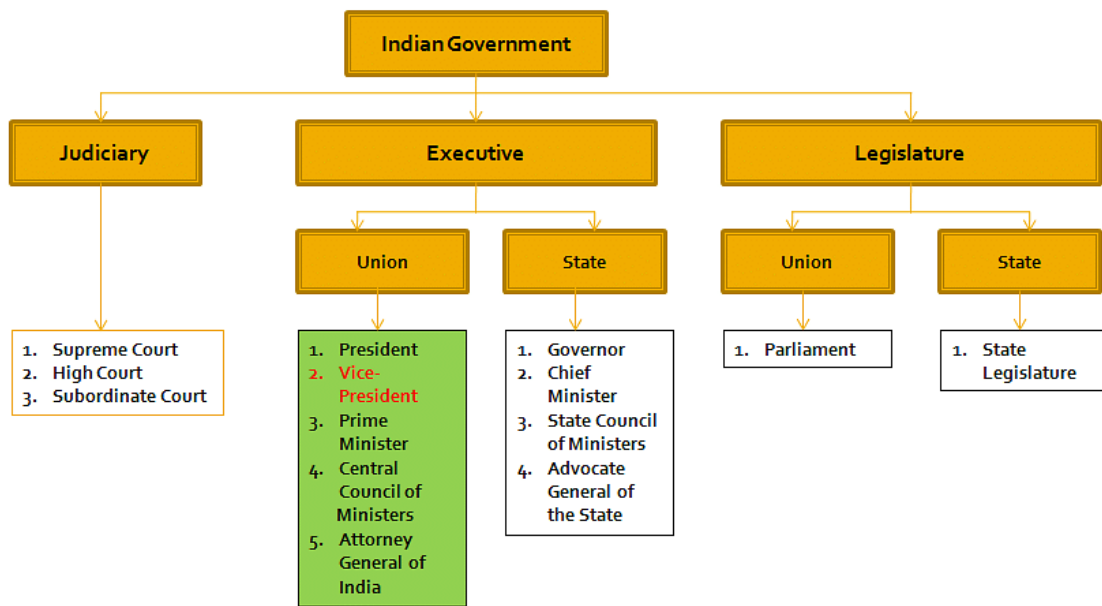 Indian Government
Judiciary
Executive
Legislature
Union
State
Union
State
1. Supreme Court
2. High Court
3. Subordinate Court
1. President
2. Vice-
President
3. Prime
Minister
4. Central
Council of
Ministers
5. Attorney
General of
India
1. Governor
2. Chief
Minister
3. State Council
of Ministers
4. Advocate
General of
the State
1. Parliament
1. State
Legislature